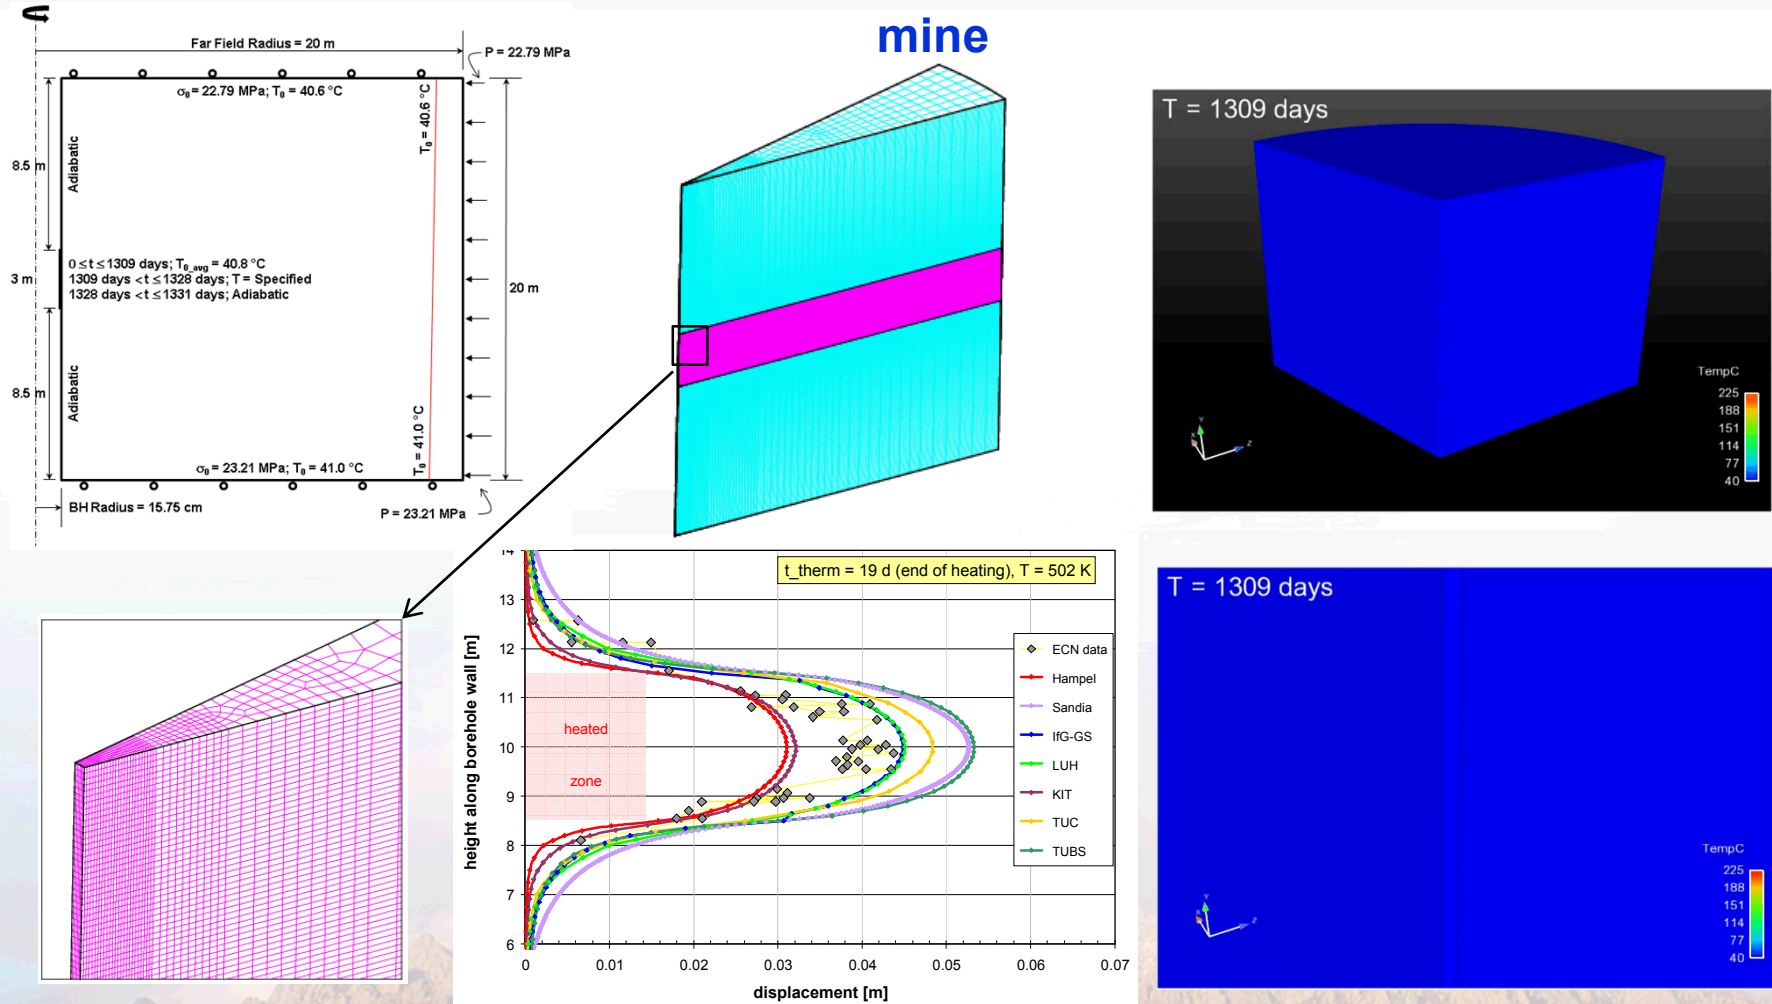 mine
Far Field Radius = 20 m
P = 22.79 MPa
σ₀ = 22.79 MPa; T₀ = 40.6 °C
T₀ = 40.6 °C
Adiabatic
8.5 m
0 ≤ t ≤ 1309 days; T₀_avg = 40.8 °C
1309 days < t ≤ 1328 days; T = Specified
1328 days < t ≤ 1331 days; Adiabatic
3 m
20 m
8.5 m
Adiabatic
T₀ = 41.0 °C
σ₀ = 23.21 MPa; T₀ = 41.0 °C
BH Radius = 15.75 cm
P = 23.21 MPa
T = 1309 days
TempC
225
188
151
114
77
40
Y
X
Z
t_therm = 19 d (end of heating), T = 502 K
height along borehole wall [m]
14
13
12
11
10
9
8
7
6
heated
zone
ECN data
Hampel
Sandia
IfG-GS
LUH
KIT
TUC
TUBS
0
0.01
0.02
0.03
0.04
0.05
0.06
0.07
displacement [m]
T = 1309 days
TempC
225
188
151
114
77
40
Y
X
Z